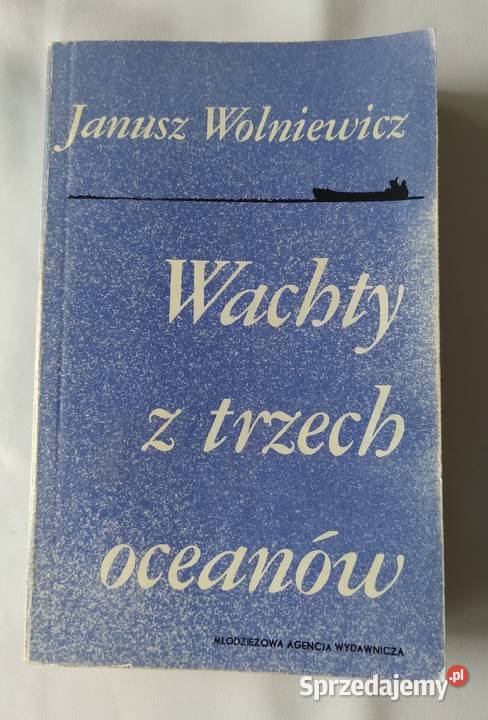 Janusz Wolniewicz
Wachty
z trzech
oceanów
MŁODZIEŻOWA AGENCJA WYDAWNICZA
Sprzedajemy.pl